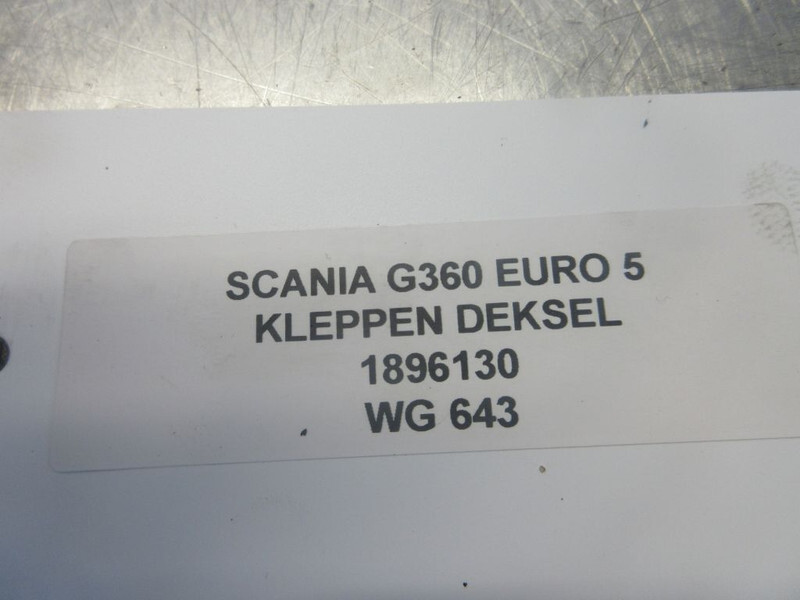 SCANIA G360 EURO 5
KLEPPEN DEKSEL
1896130
WG 643